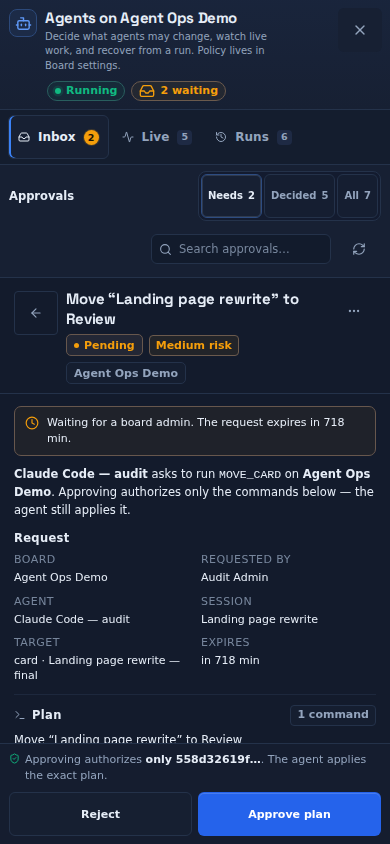 Agents on Agent Ops Demo
Decide what agents may change, watch live
work, and recover from a run. Policy lives in
Board settings.
Running
2 waiting
Inbox 2
Live 5
Runs 6
Approvals
Needs 2
Decided 5
All 7
Search approvals...
Move “Landing page rewrite” to
Review
Pending
Medium risk
Agent Ops Demo
Waiting for a board admin. The request expires in 718
min.
Claude Code — audit asks to run MOVE_CARD on Agent Ops
Demo. Approving authorizes only the commands below — the
agent still applies it.
Request
BOARD
Agent Ops Demo
REQUESTED BY
Audit Admin
AGENT
Claude Code — audit
SESSION
Landing page rewrite
TARGET
card · Landing page rewrite —
final
EXPIRES
in 718 min
Plan
1 command
Move “Landing page rewrite” to Review
Approving authorizes only 558d32619f…. The agent applies
the exact plan.
Reject
Approve plan